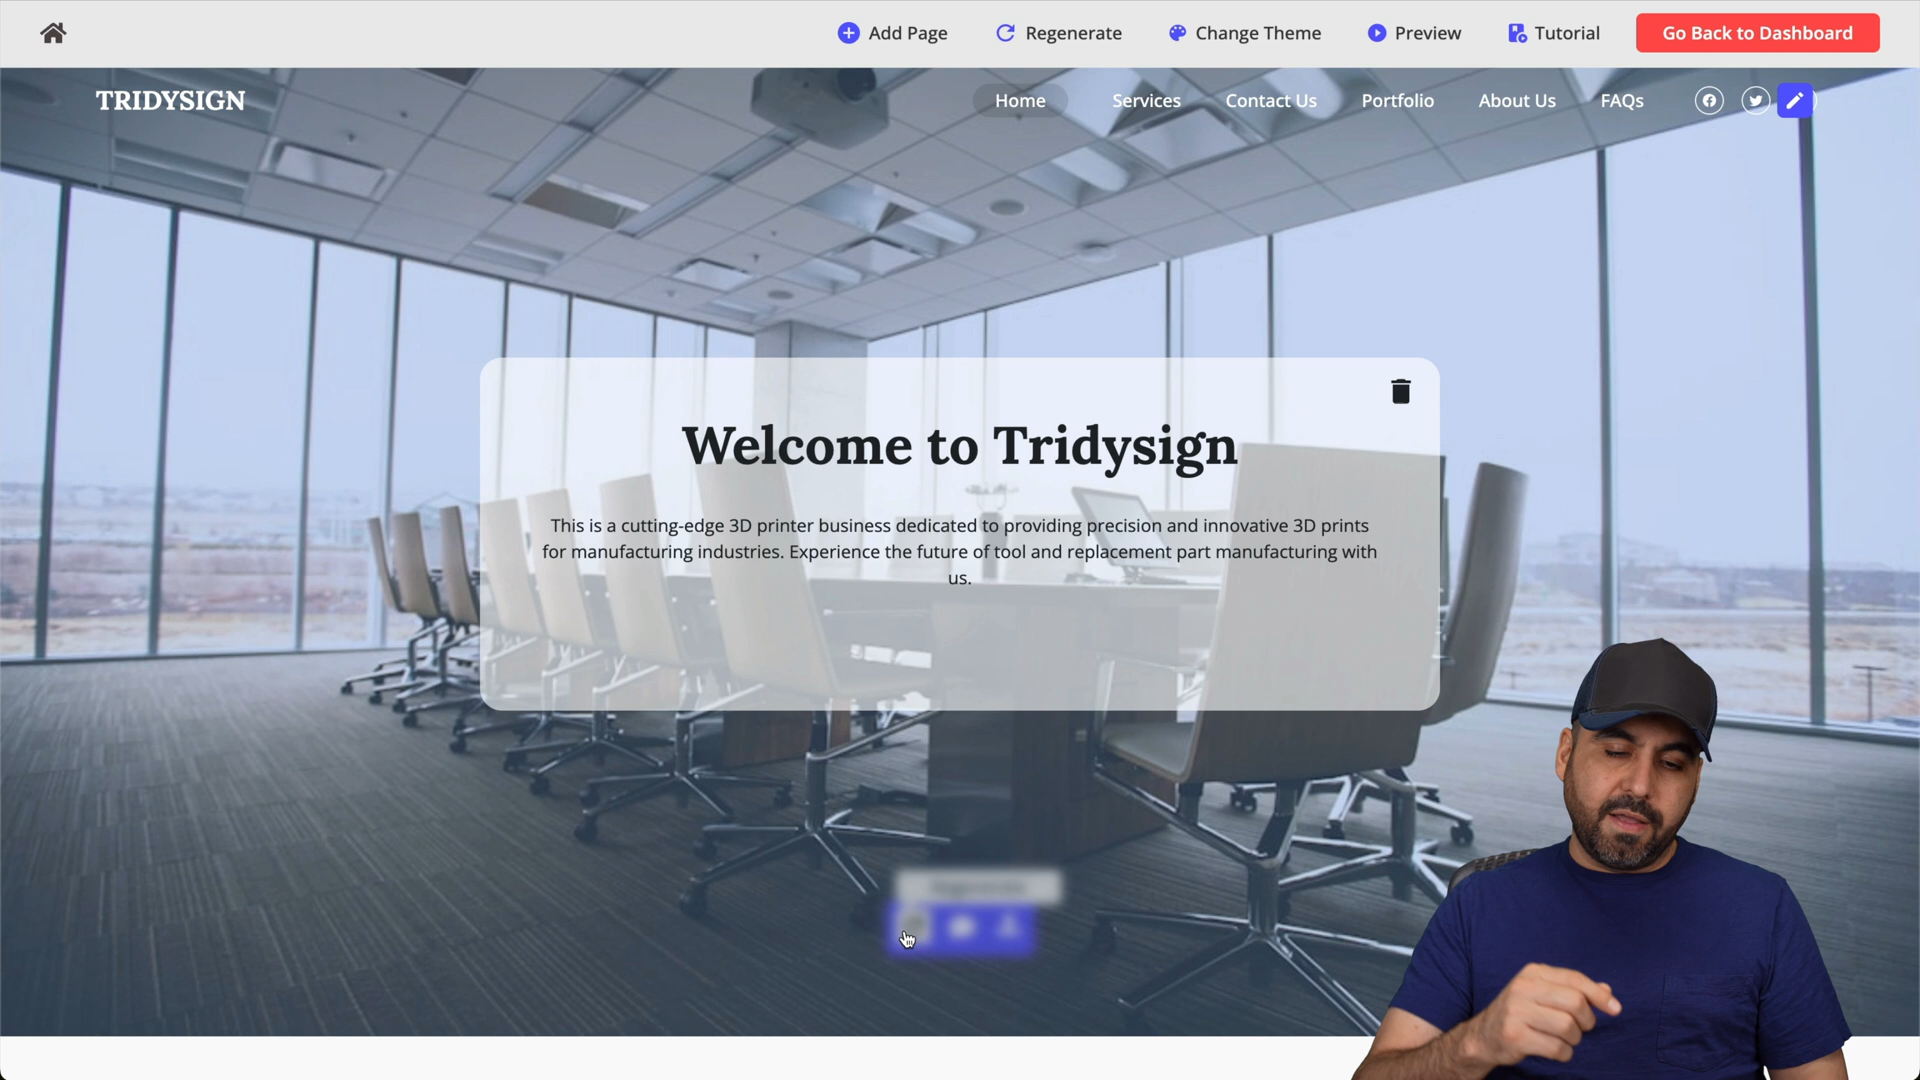 Add Page
Regenerate
Change Theme
Preview
Tutorial
Go Back to Dashboard
TRIDYSIGN
Home
Services
Contact Us
Portfolio
About Us
FAQs
Welcome to Tridysign
This is a cutting-edge 3D printer business dedicated to providing precision and innovative 3D prints
for manufacturing industries. Experience the future of tool and replacement part manufacturing with
us.